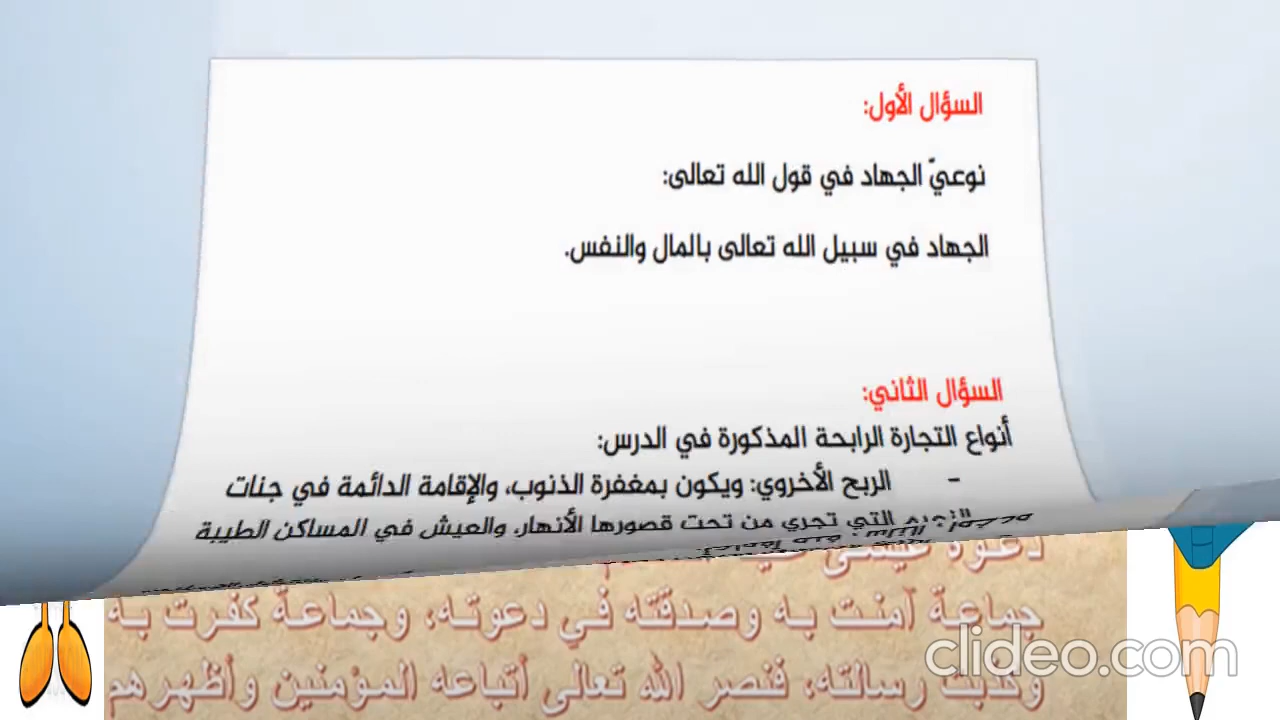 السؤال الأول:
نوعيّ الجهاد في قول الله تعالى:
الجهاد في سبيل الله تعالى بالمال والنفس.
السؤال الثاني:
أنواع التجارة الرابحة المذكورة في الدرس:
- الربح الأخروي: ويكون بمغفرة الذنوب، والإقامة الدائمة في جنات
التي تجري من تحت قصورها الأنهار، والعيش في المساكن الطيبة
دعوة عيسى
جماعة آمنت به وصدقته في دعوته، وجماعة كفرت به
وكذبت رسالته، فنصر الله تعالى أتباعه المؤمنين وأظهرهم
clideo.com